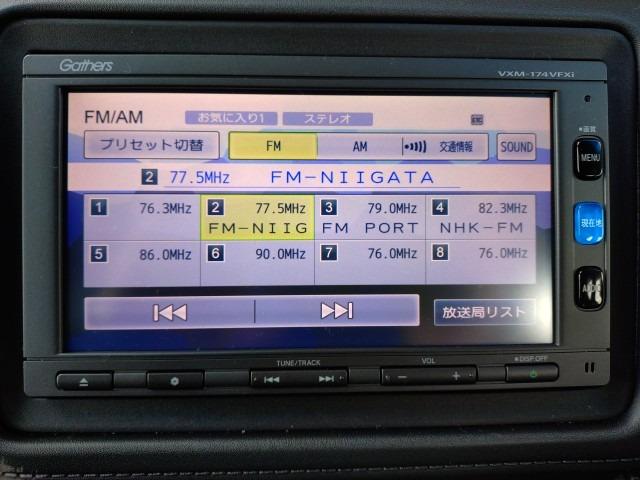 Gathers
VXM-174VFXi
FM/AM お気に入り1 ステレオ
プリセット切替 FM AM 交通情報 SOUND
2 77.5MHz FM-NIIGATA
1 76.3MHz 2 77.5MHz 3 79.0MHz 4 82.3MHz
FM-NIIG FM PORT NHK-FM
5 86.0MHz 6 90.0MHz 7 76.0MHz 8 76.0MHz
放送局リスト
画質
MENU
現在地
AUDIO
TUNE/TRACK VOL DISP OFF